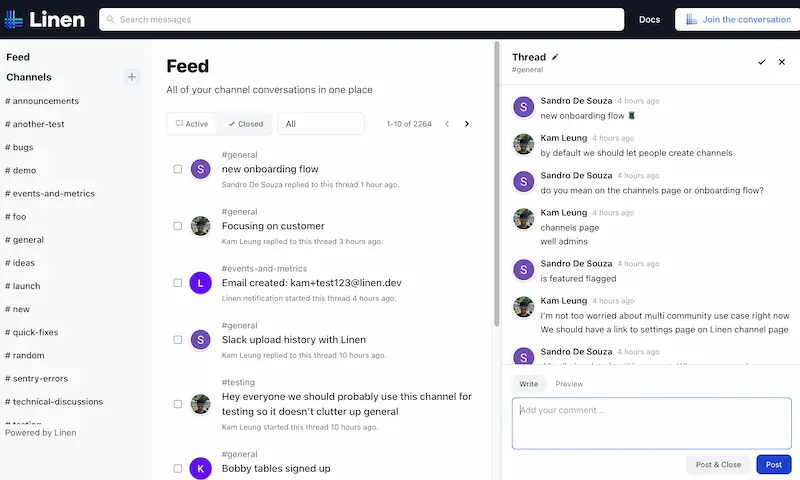 Linen
Search messages
Docs
Join the conversation
Feed
Channels
# announcements
# another-test
# bugs
# demo
# events-and-metrics
# foo
# general
# ideas
# launch
# new
# quick-fixes
# random
# sentry-errors
# technical-discussions
Powered by Linen
Feed
All of your channel conversations in one place
Active
Closed
All
1-10 of 2264
#general
S
new onboarding flow
Sandro De Souza replied to this thread 1 hour ago.
#general
Focusing on customer
Kam Leung replied to this thread 3 hours ago.
#events-and-metrics
L
Email created: kam+test123@linen.dev
Linen notification started this thread 4 hours ago.
#general
S
Slack upload history with Linen
Kam Leung replied to this thread 10 hours ago.
#testing
Hey everyone we should probably use this channel for
testing so it doesn't clutter up general
Kam Leung started this thread 10 hours ago.
#general
K
Bobby tables signed up
Thread
#general
S
Sandro De Souza 4 hours ago
new onboarding flow 🧵
Kam Leung 4 hours ago
by default we should let people create channels
S
Sandro De Souza 4 hours ago
do you mean on the channels page or onboarding flow?
Kam Leung 4 hours ago
channels page
well admins
S
Sandro De Souza 4 hours ago
is featured flagged
Kam Leung 4 hours ago
I'm not too worried about multi community use case right now
We should have a link to settings page on Linen channel page
S
Sandro De Souza 4 hours ago
Write
Preview
Add your comment...
Post & Close
Post